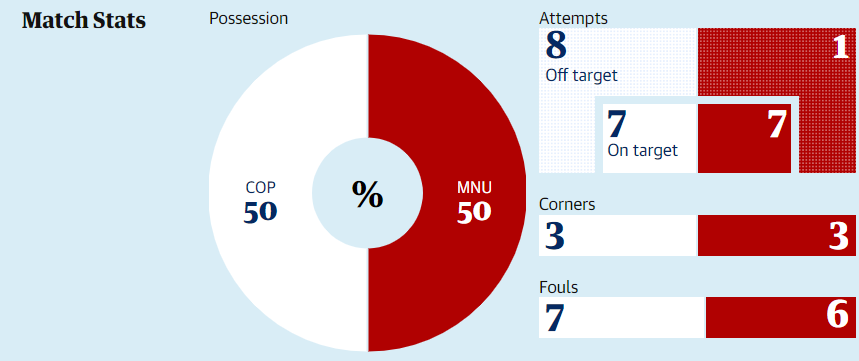 Match Stats
Possession
COP
50
%
MNU
50
Attempts
8
1
Off target
7
7
On target
Corners
3
3
Fouls
7
6